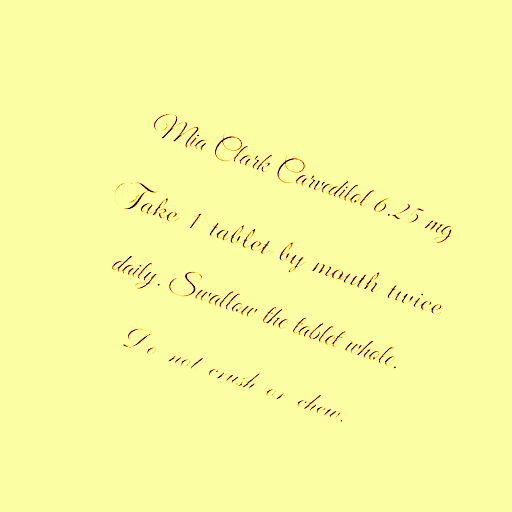 Mia Clark Carvedilol 6.25 mg
Take 1 tablet by mouth twice
daily. Swallow the tablet whole.
Do not crush or chew.